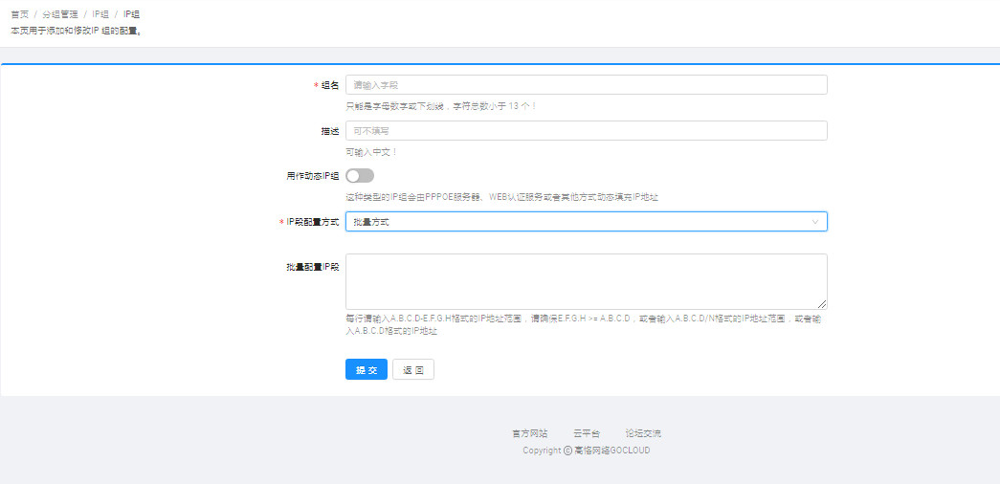 首页 / 分组管理 / IP组 / IP组
本页用于添加和修改IP 组的配置。
* 组名 请输入字段
只能是字母数字或下划线，字符总数小于 13 个！
描述 可不填写
可输入中文！
用作动态IP组
这种类型的IP组会由PPPOE服务器、WEB认证服务或者其他方式动态填充IP地址
* IP段配置方式 批量方式
批量配置IP段
每行请输入A.B.C.D-E.F.G.H格式的IP地址范围，请确保E.F.G.H >= A.B.C.D，或者输入A.B.C.D/N格式的IP地址范围，或者输
入A.B.C.D格式的IP地址
提 交 返 回
官方网站 云平台 论坛交流
Copyright © 高恪网络GOCLOUD